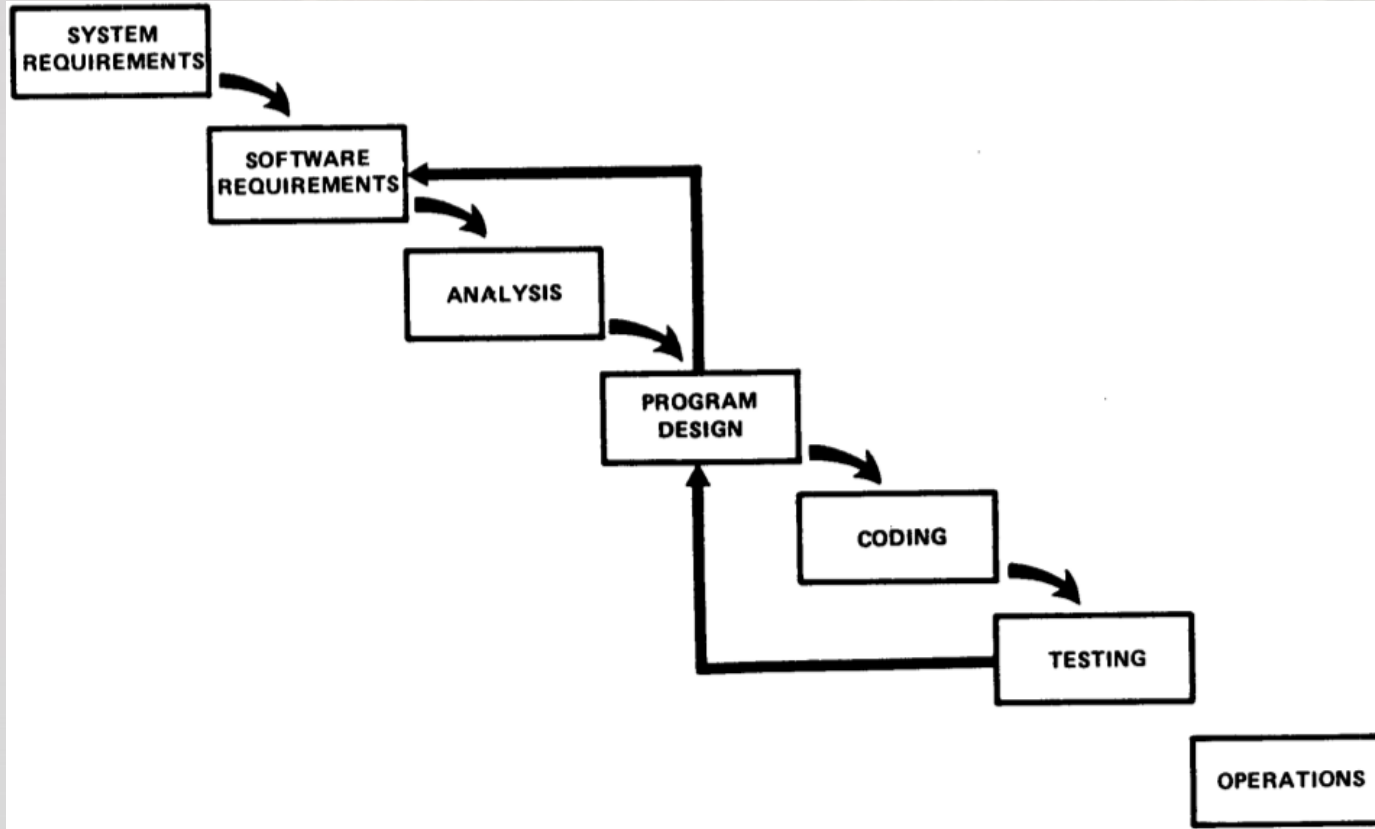 SYSTEM
REQUIREMENTS
SOFTWARE
REQUIREMENTS
ANALYSIS
PROGRAM
DESIGN
CODING
TESTING
OPERATIONS